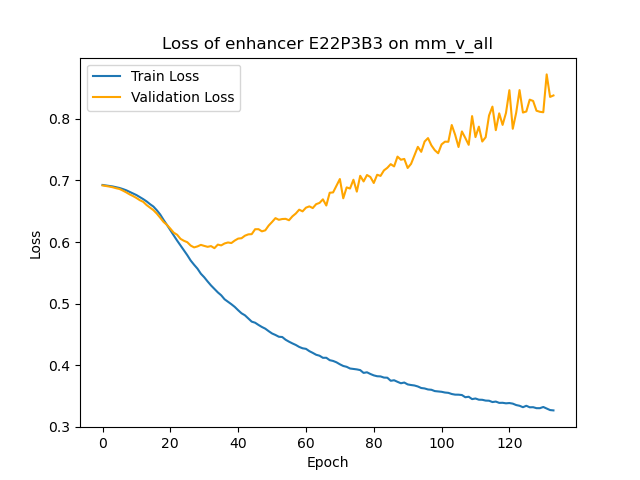 Loss of enhancer E22P3B3 on mm_v_all
Train Loss
Validation Loss
Loss
0.8
0.7
0.6
0.5
0.4
0.3
0 20 40 60 80 100 120
Epoch